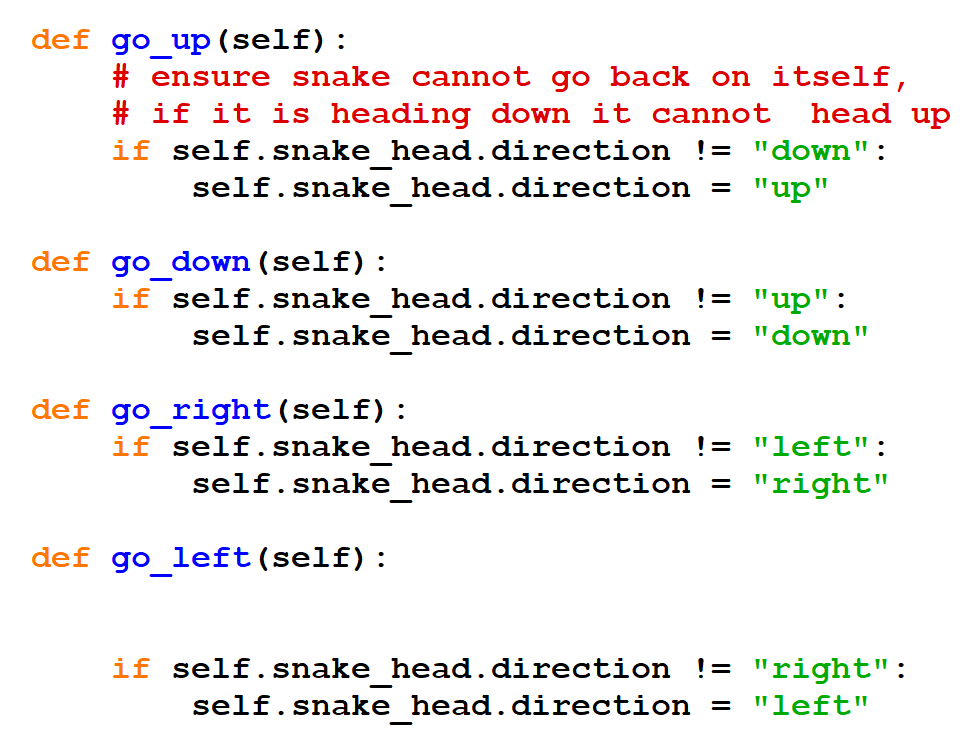 def go_up(self):
    # ensure snake cannot go back on itself,
    # if it is heading down it cannot  head up
    if self.snake_head.direction != "down":
        self.snake_head.direction = "up"

def go_down(self):
    if self.snake_head.direction != "up":
        self.snake_head.direction = "down"

def go_right(self):
    if self.snake_head.direction != "left":
        self.snake_head.direction = "right"

def go_left(self):


    if self.snake_head.direction != "right":
        self.snake_head.direction = "left"